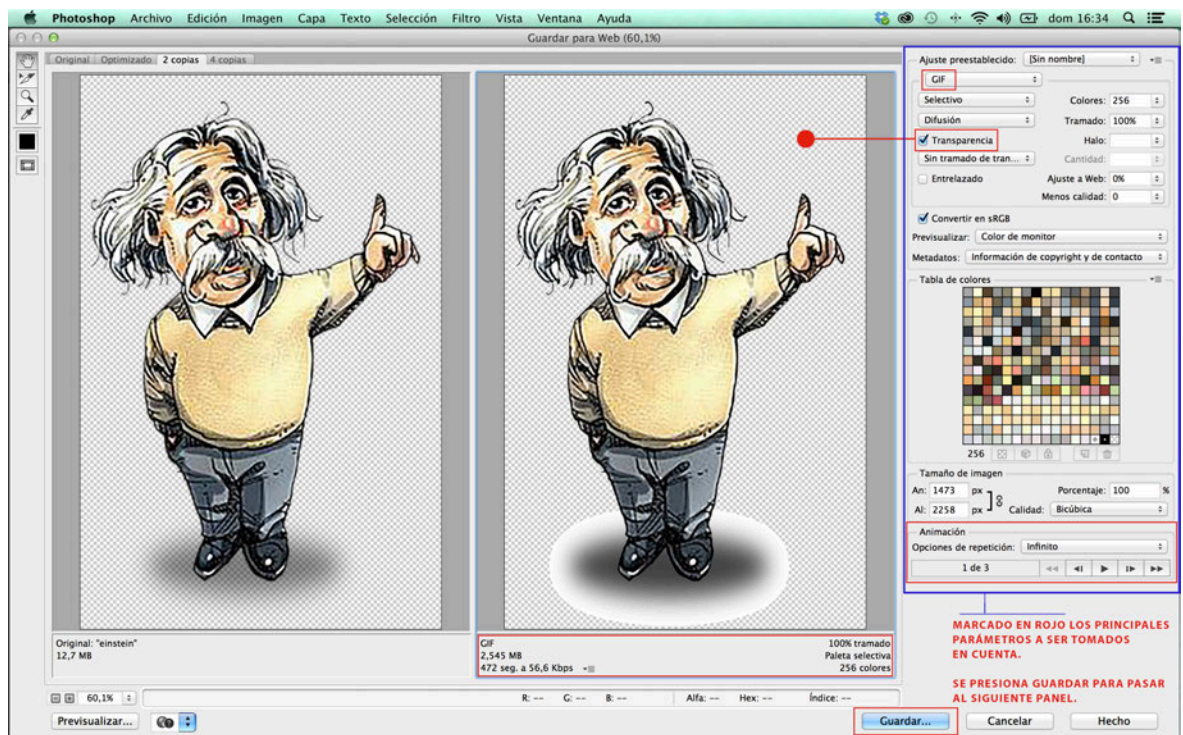 Photoshop Archivo Edición Imagen Capa Texto Selección Filtro Vista Ventana Ayuda dom 16:34
Guardar para Web (60,1%)
Original Optimizado 2 copias 4 copias
Ajuste preestablecido: [Sin nombre]
GIF
Selectivo Colores: 256
Difusión Tramado: 100%
Transparencia Halo:
Sin tramado de tran... Cantidad:
Entrelazado Ajuste a Web: 0%
Menos calidad: 0
Convertir en sRGB
Previsualizar: Color de monitor
Metadatos: Información de copyright y de contacto
Tabla de colores
256
Tamaño de imagen
An: 1473 px Porcentaje: 100 %
Al: 2258 px Calidad: Bicúbica
Animación
Opciones de repetición: Infinito
1 de 3
MARCADO EN ROJO LOS PRINCIPALES
PARÁMETROS A SER TOMADOS
EN CUENTA.
SE PRESIONA GUARDAR PARA PASAR
AL SIGUIENTE PANEL.
Original: "einstein"
12,7 MB
GIF 100% tramado
2,545 MB Paleta selectiva
472 seg. a 56,6 Kbps 256 colores
60,1% R: -- G: -- B: -- Alfa: -- Hex: -- Índice: --
Previsualizar... Guardar... Cancelar Hecho